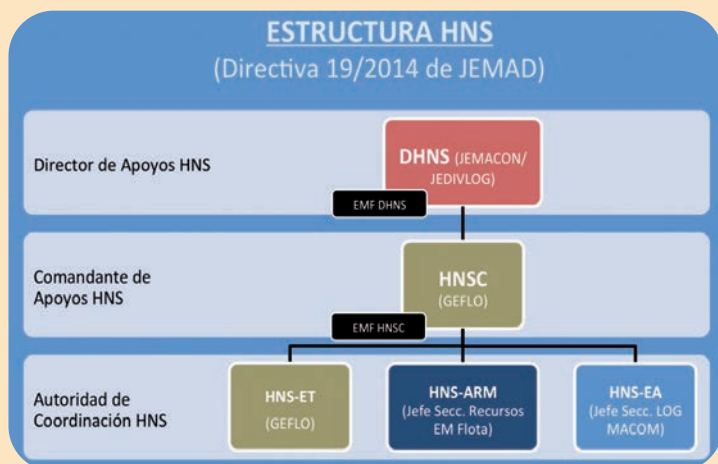 ESTRUCTURA HNS
(Directiva 19/2014 de JEMAD)
Director de Apoyos HNS
DHNS (JEMACON/
JEDIVLOG)
EMF DHNS
Comandante de
Apoyos HNS
HNSC
(GEFLO)
EMF HNSC
Autoridad de
Coordinación HNS
HNS-ET
(GEFLO)
HNS-ARM
(Jefe Secc. Recursos
EM Flota)
HNS-EA
(Jefe Secc. LOG
MACOM)